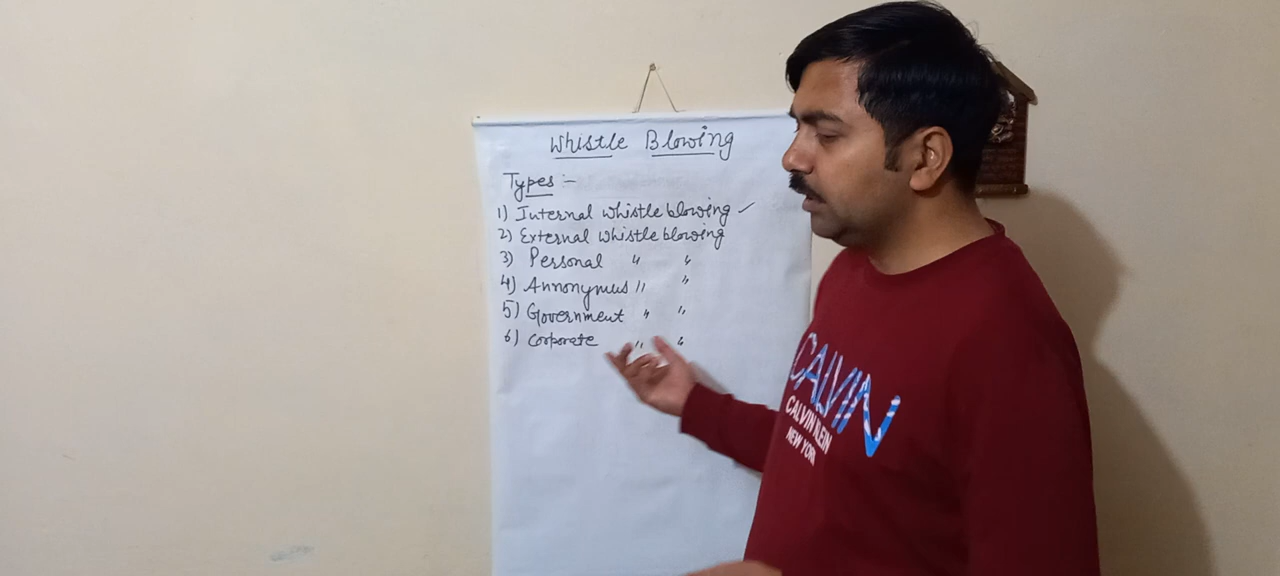 Whistle Blowing
Types :-
1) Internal whistle blowing ✓
2) External whistle blowing
3) Personal " "
4) Annonymus " "
5) Government " "
6) Corporate " "
CALVIN
CALVIN KLEIN
NEW YORK